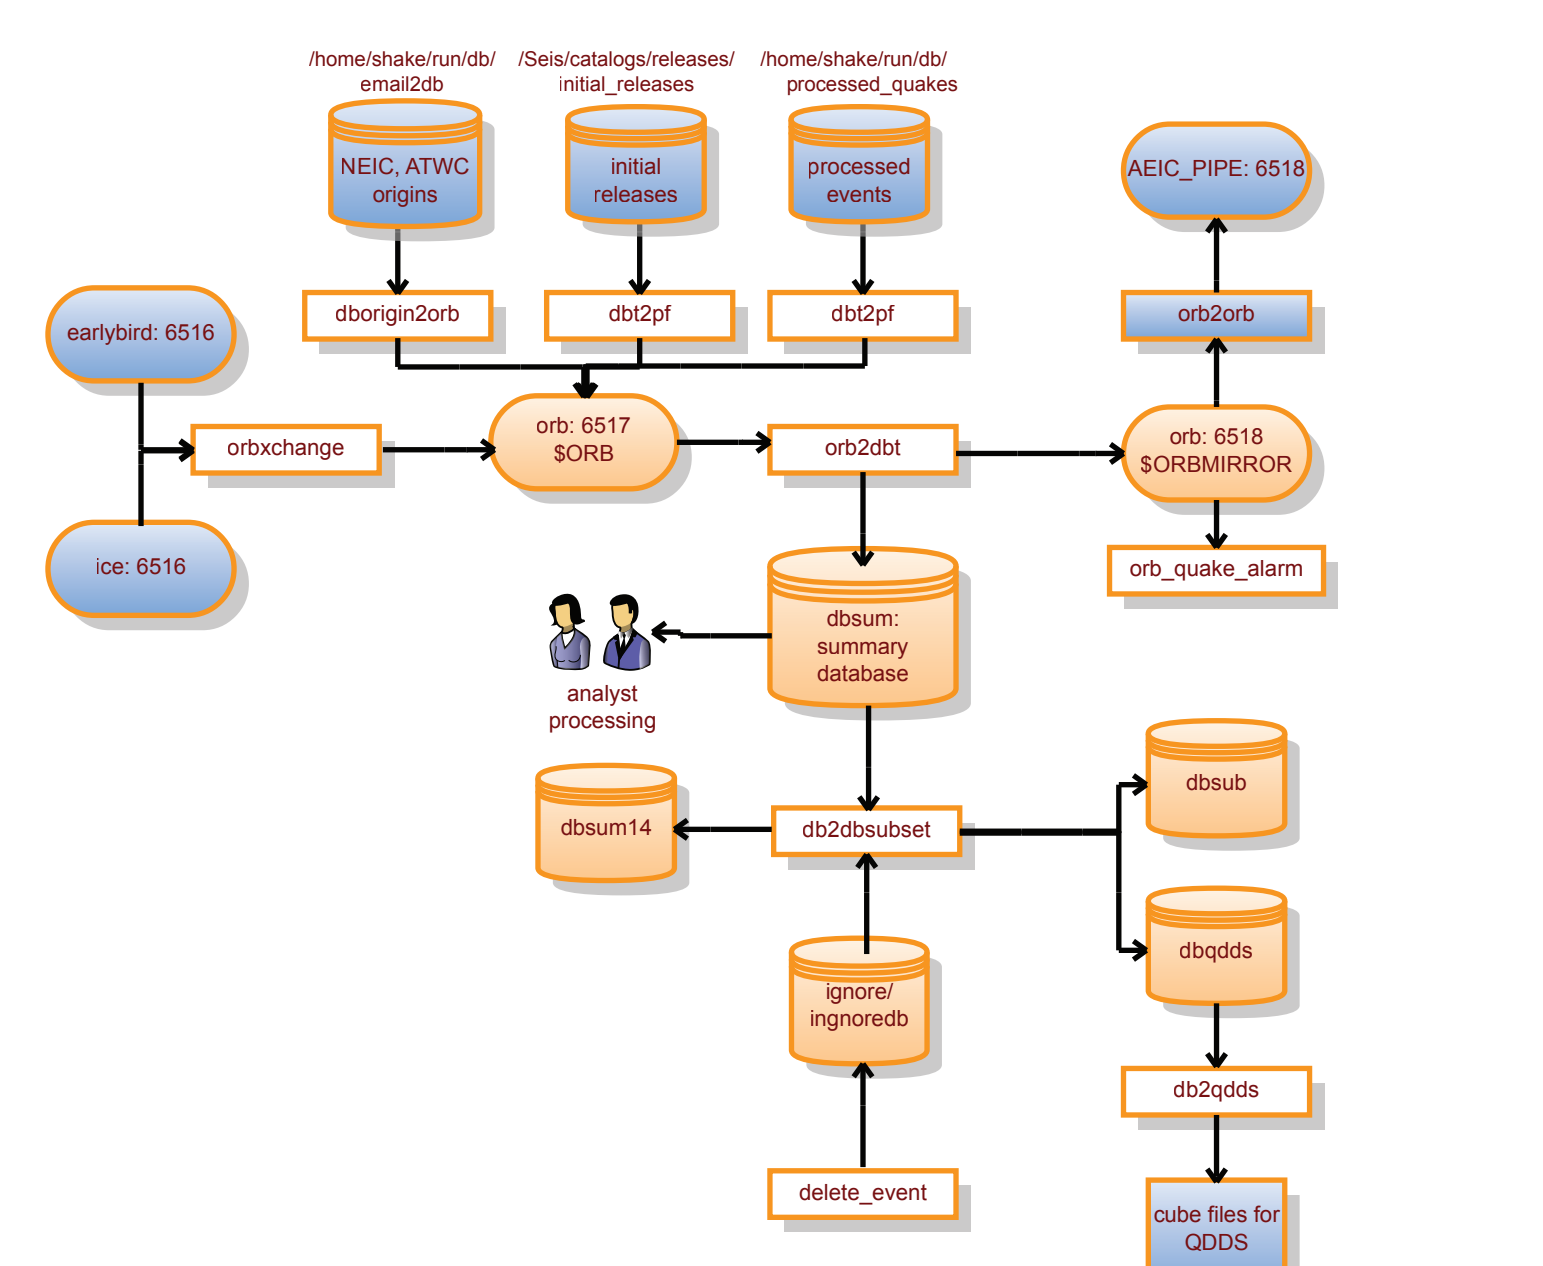 /home/shake/run/db/
email2db
/Seis/catalogs/releases/
initial_releases
/home/shake/run/db/
processed_quakes
NEIC, ATWC
origins
initial
releases
processed
events
AEIC_PIPE: 6518
dborigin2orb
dbt2pf
dbt2pf
orb2orb
earlybird: 6516
orbxchange
orb: 6517
$ORB
orb2dbt
orb: 6518
$ORBMIRROR
ice: 6516
orb_quake_alarm
dbsum:
summary
database
analyst
processing
dbsub
dbsum14
db2dbsubset
dbqdds
ignore/
ingnoredb
db2qdds
delete_event
cube files for
QDDS